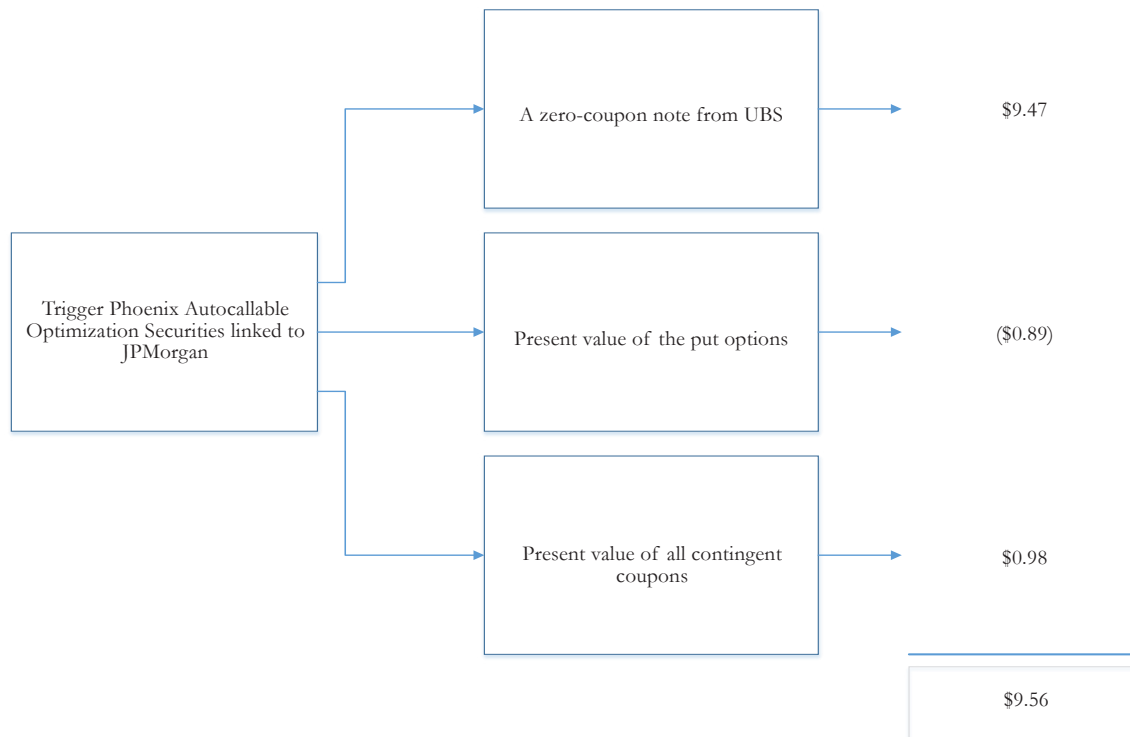 A zero-coupon note from UBS
$9.47
Trigger Phoenix Autocallable
Optimization Securities linked to
JPMorgan
Present value of the put options
($0.89)
Present value of all contingent
coupons
$0.98
$9.56